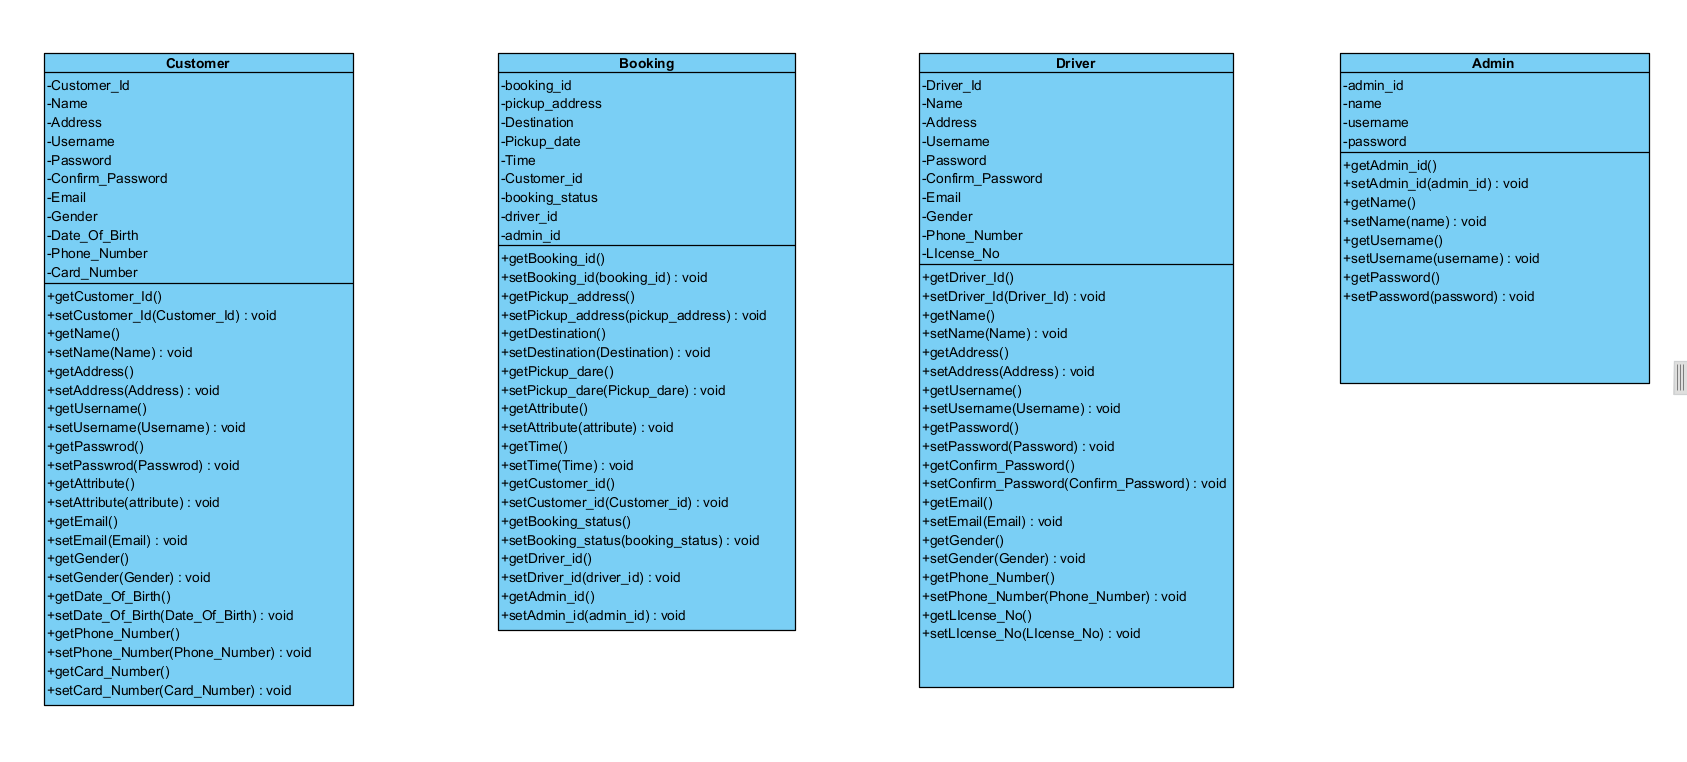 Customer
-Customer_Id
-Name
-Address
-Username
-Password
-Confirm_Password
-Email
-Gender
-Date_Of_Birth
-Phone_Number
-Card_Number
+getCustomer_Id()
+setCustomer_Id(Customer_Id) : void
+getName()
+setName(Name) : void
+getAddress()
+setAddress(Address) : void
+getUsername()
+setUsername(Username) : void
+getPasswrod()
+setPasswrod(Passwrod) : void
+getAttribute()
+setAttribute(attribute) : void
+getEmail()
+setEmail(Email) : void
+getGender()
+setGender(Gender) : void
+getDate_Of_Birth()
+setDate_Of_Birth(Date_Of_Birth) : void
+getPhone_Number()
+setPhone_Number(Phone_Number) : void
+getCard_Number()
+setCard_Number(Card_Number) : void
Booking
-booking_id
-pickup_address
-Destination
-Pickup_date
-Time
-Customer_id
-booking_status
-driver_id
-admin_id
+getBooking_id()
+setBooking_id(booking_id) : void
+getPickup_address()
+setPickup_address(pickup_address) : void
+getDestination()
+setDestination(Destination) : void
+getPickup_dare()
+setPickup_dare(Pickup_dare) : void
+getAttribute()
+setAttribute(attribute) : void
+getTime()
+setTime(Time) : void
+getCustomer_id()
+setCustomer_id(Customer_id) : void
+getBooking_status()
+setBooking_status(booking_status) : void
+getDriver_id()
+setDriver_id(driver_id) : void
+getAdmin_id()
+setAdmin_id(admin_id) : void
Driver
-Driver_Id
-Name
-Address
-Username
-Password
-Confirm_Password
-Email
-Gender
-Phone_Number
-LIcense_No
+getDriver_Id()
+setDriver_Id(Driver_Id) : void
+getName()
+setName(Name) : void
+getAddress()
+setAddress(Address) : void
+getUsername()
+setUsername(Username) : void
+getPassword()
+setPassword(Password) : void
+getConfirm_Password()
+setConfirm_Password(Confirm_Password) : void
+getEmail()
+setEmail(Email) : void
+getGender()
+setGender(Gender) : void
+getPhone_Number()
+setPhone_Number(Phone_Number) : void
+getLIcense_No()
+setLIcense_No(LIcense_No) : void
Admin
-admin_id
-name
-username
-password
+getAdmin_id()
+setAdmin_id(admin_id) : void
+getName()
+setName(name) : void
+getUsername()
+setUsername(username) : void
+getPassword()
+setPassword(password) : void